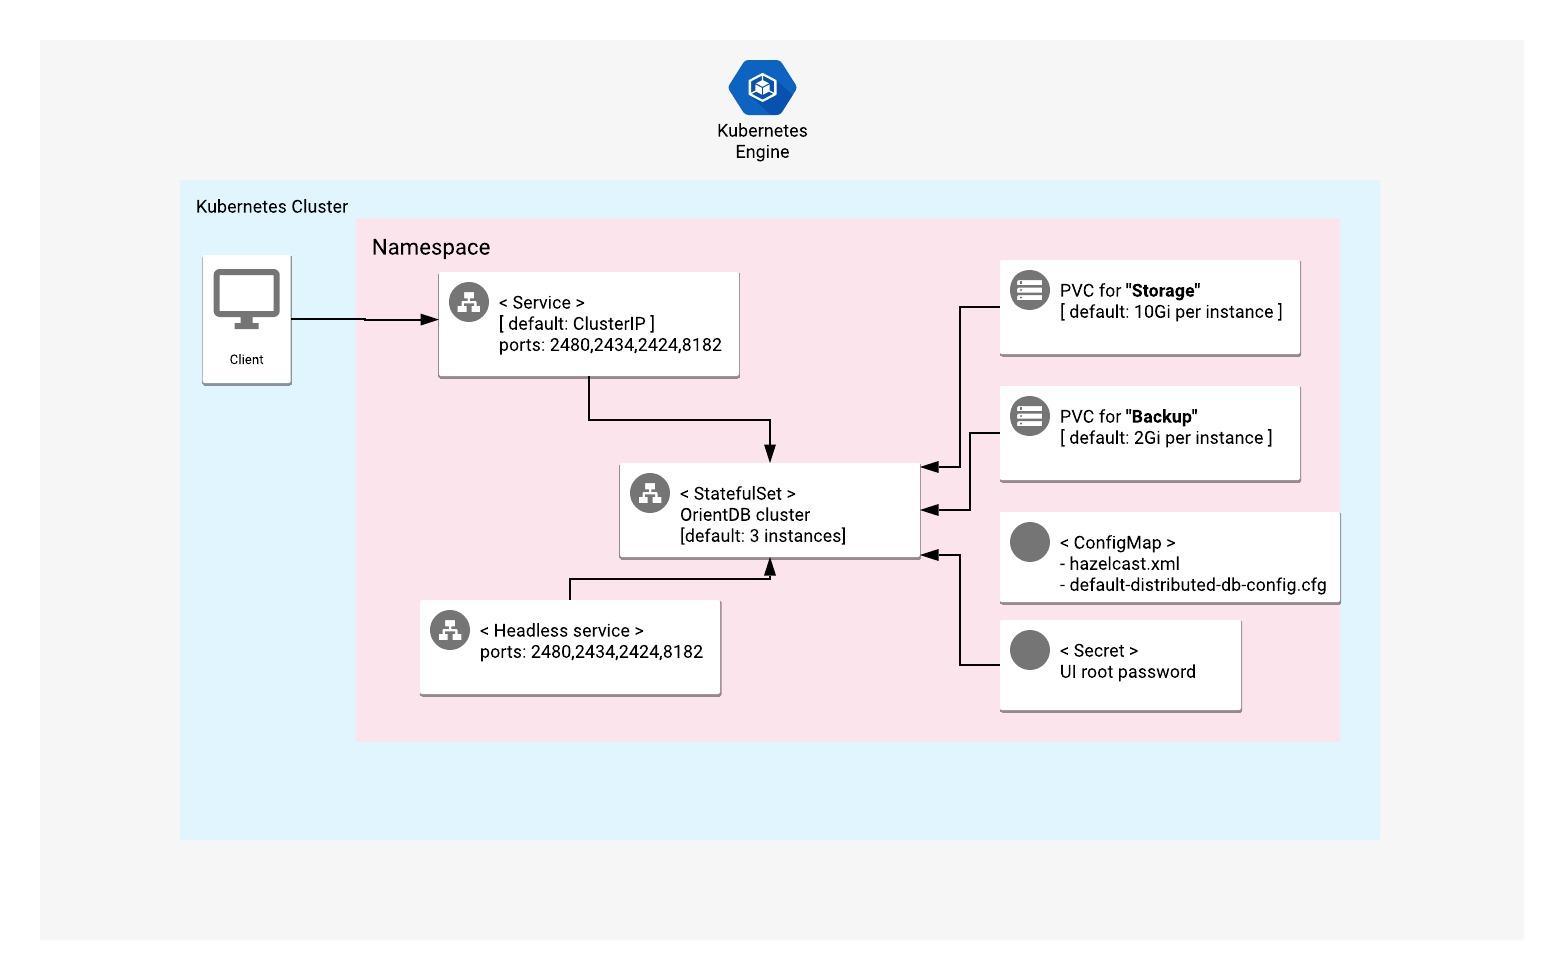 Kubernetes
Engine
Kubernetes Cluster
Namespace
Client
< Service >
[ default: ClusterIP ]
ports: 2480,2434,2424,8182
PVC for "Storage"
[ default: 10Gi per instance ]
PVC for "Backup"
[ default: 2Gi per instance ]
< StatefulSet >
OrientDB cluster
[default: 3 instances]
< ConfigMap >
- hazelcast.xml
- default-distributed-db-config.cfg
< Headless service >
ports: 2480,2434,2424,8182
< Secret >
UI root password